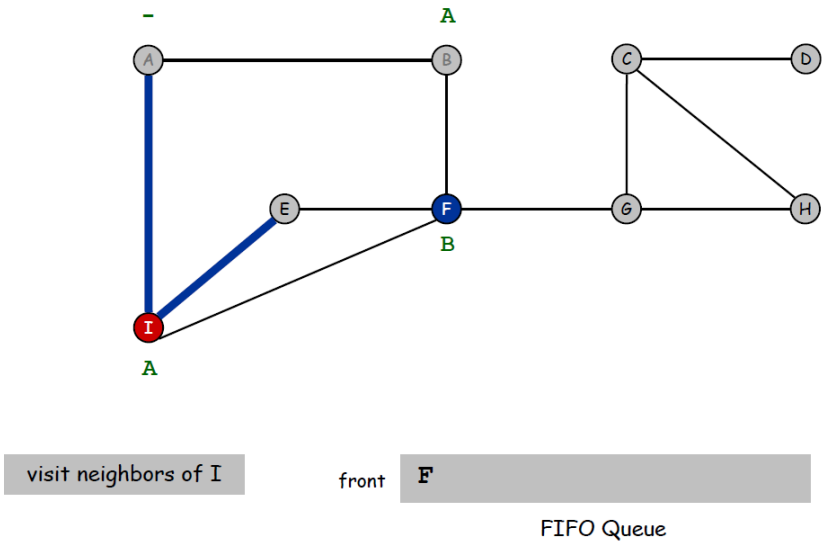 - A
A B C D
E F G H
B
I
A
visit neighbors of I
front F
FIFO Queue